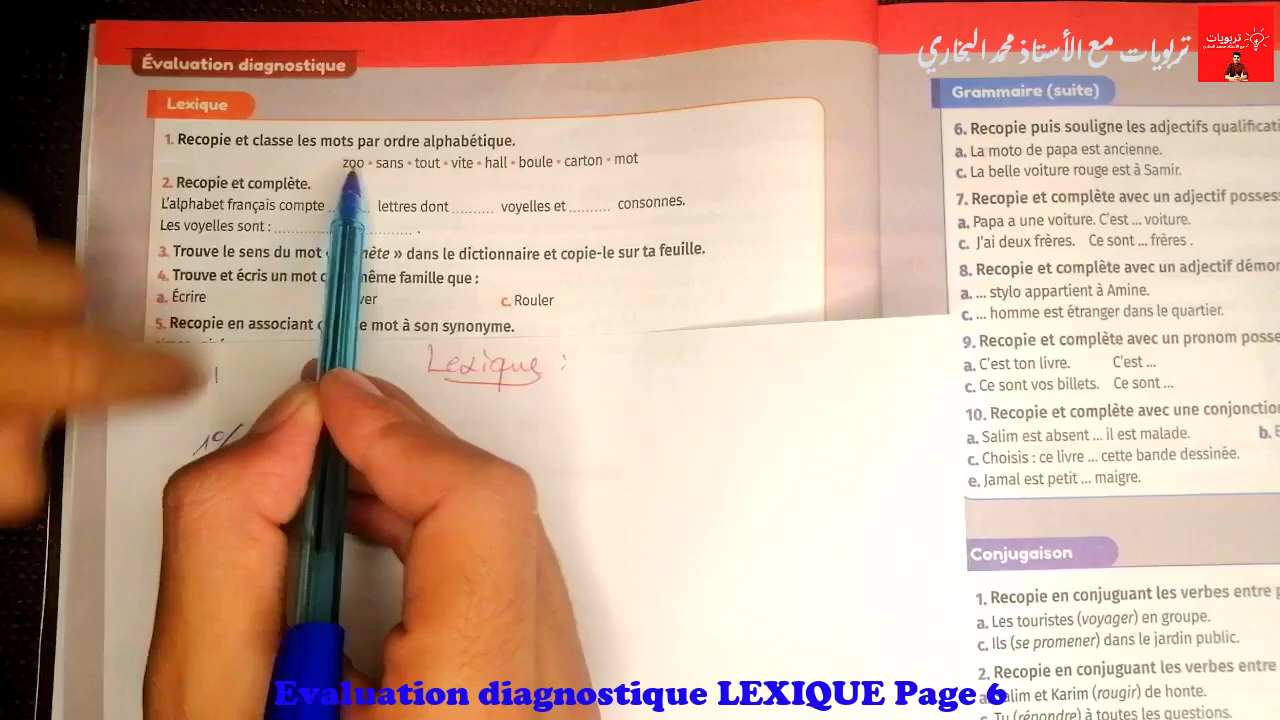 تربويات مع الأستاذ محمد البخاري
تربويات
Évaluation diagnostique
Lexique
1. Recopie et classe les mots par ordre alphabétique.
zoo • sans • tout • vite • hall • boule • carton • mot
2. Recopie et complète.
L'alphabet français compte .. lettres dont .......... voyelles et .......... consonnes.
Les voyelles sont : .................................. .
3. Trouve le sens du mot « nète » dans le dictionnaire et copie-le sur ta feuille.
4. Trouve et écris un mot même famille que :
a. Écrire ver c. Rouler
5. Recopie en associant mot à son synonyme.
Lexique :
1°/
Grammaire (suite)
6. Recopie puis souligne les adjectifs qualificati
a. La moto de papa est ancienne.
c. La belle voiture rouge est à Samir.
7. Recopie et complète avec un adjectif posses
a. Papa a une voiture. C'est ... voiture.
c. J'ai deux frères. Ce sont ... frères .
8. Recopie et complète avec un adjectif démon
a. ... stylo appartient à Amine.
c. ... homme est étranger dans le quartier.
9. Recopie et complète avec un pronom posse
a. C'est ton livre. C'est ...
c. Ce sont vos billets. Ce sont ...
10. Recopie et complète avec une conjonction
a. Salim est absent ... il est malade. b. E
c. Choisis : ce livre ... cette bande dessinée.
e. Jamal est petit ... maigre.
Conjugaison
1. Recopie en conjuguant les verbes entre p
a. Les touristes (voyager) en groupe.
c. Ils (se promener) dans le jardin public.
2. Recopie en conjuguant les verbes entre
a. Salim et Karim (rougir) de honte.
c. Tu (répondre) à toutes les questions.
Evaluation diagnostique LEXIQUE Page 6